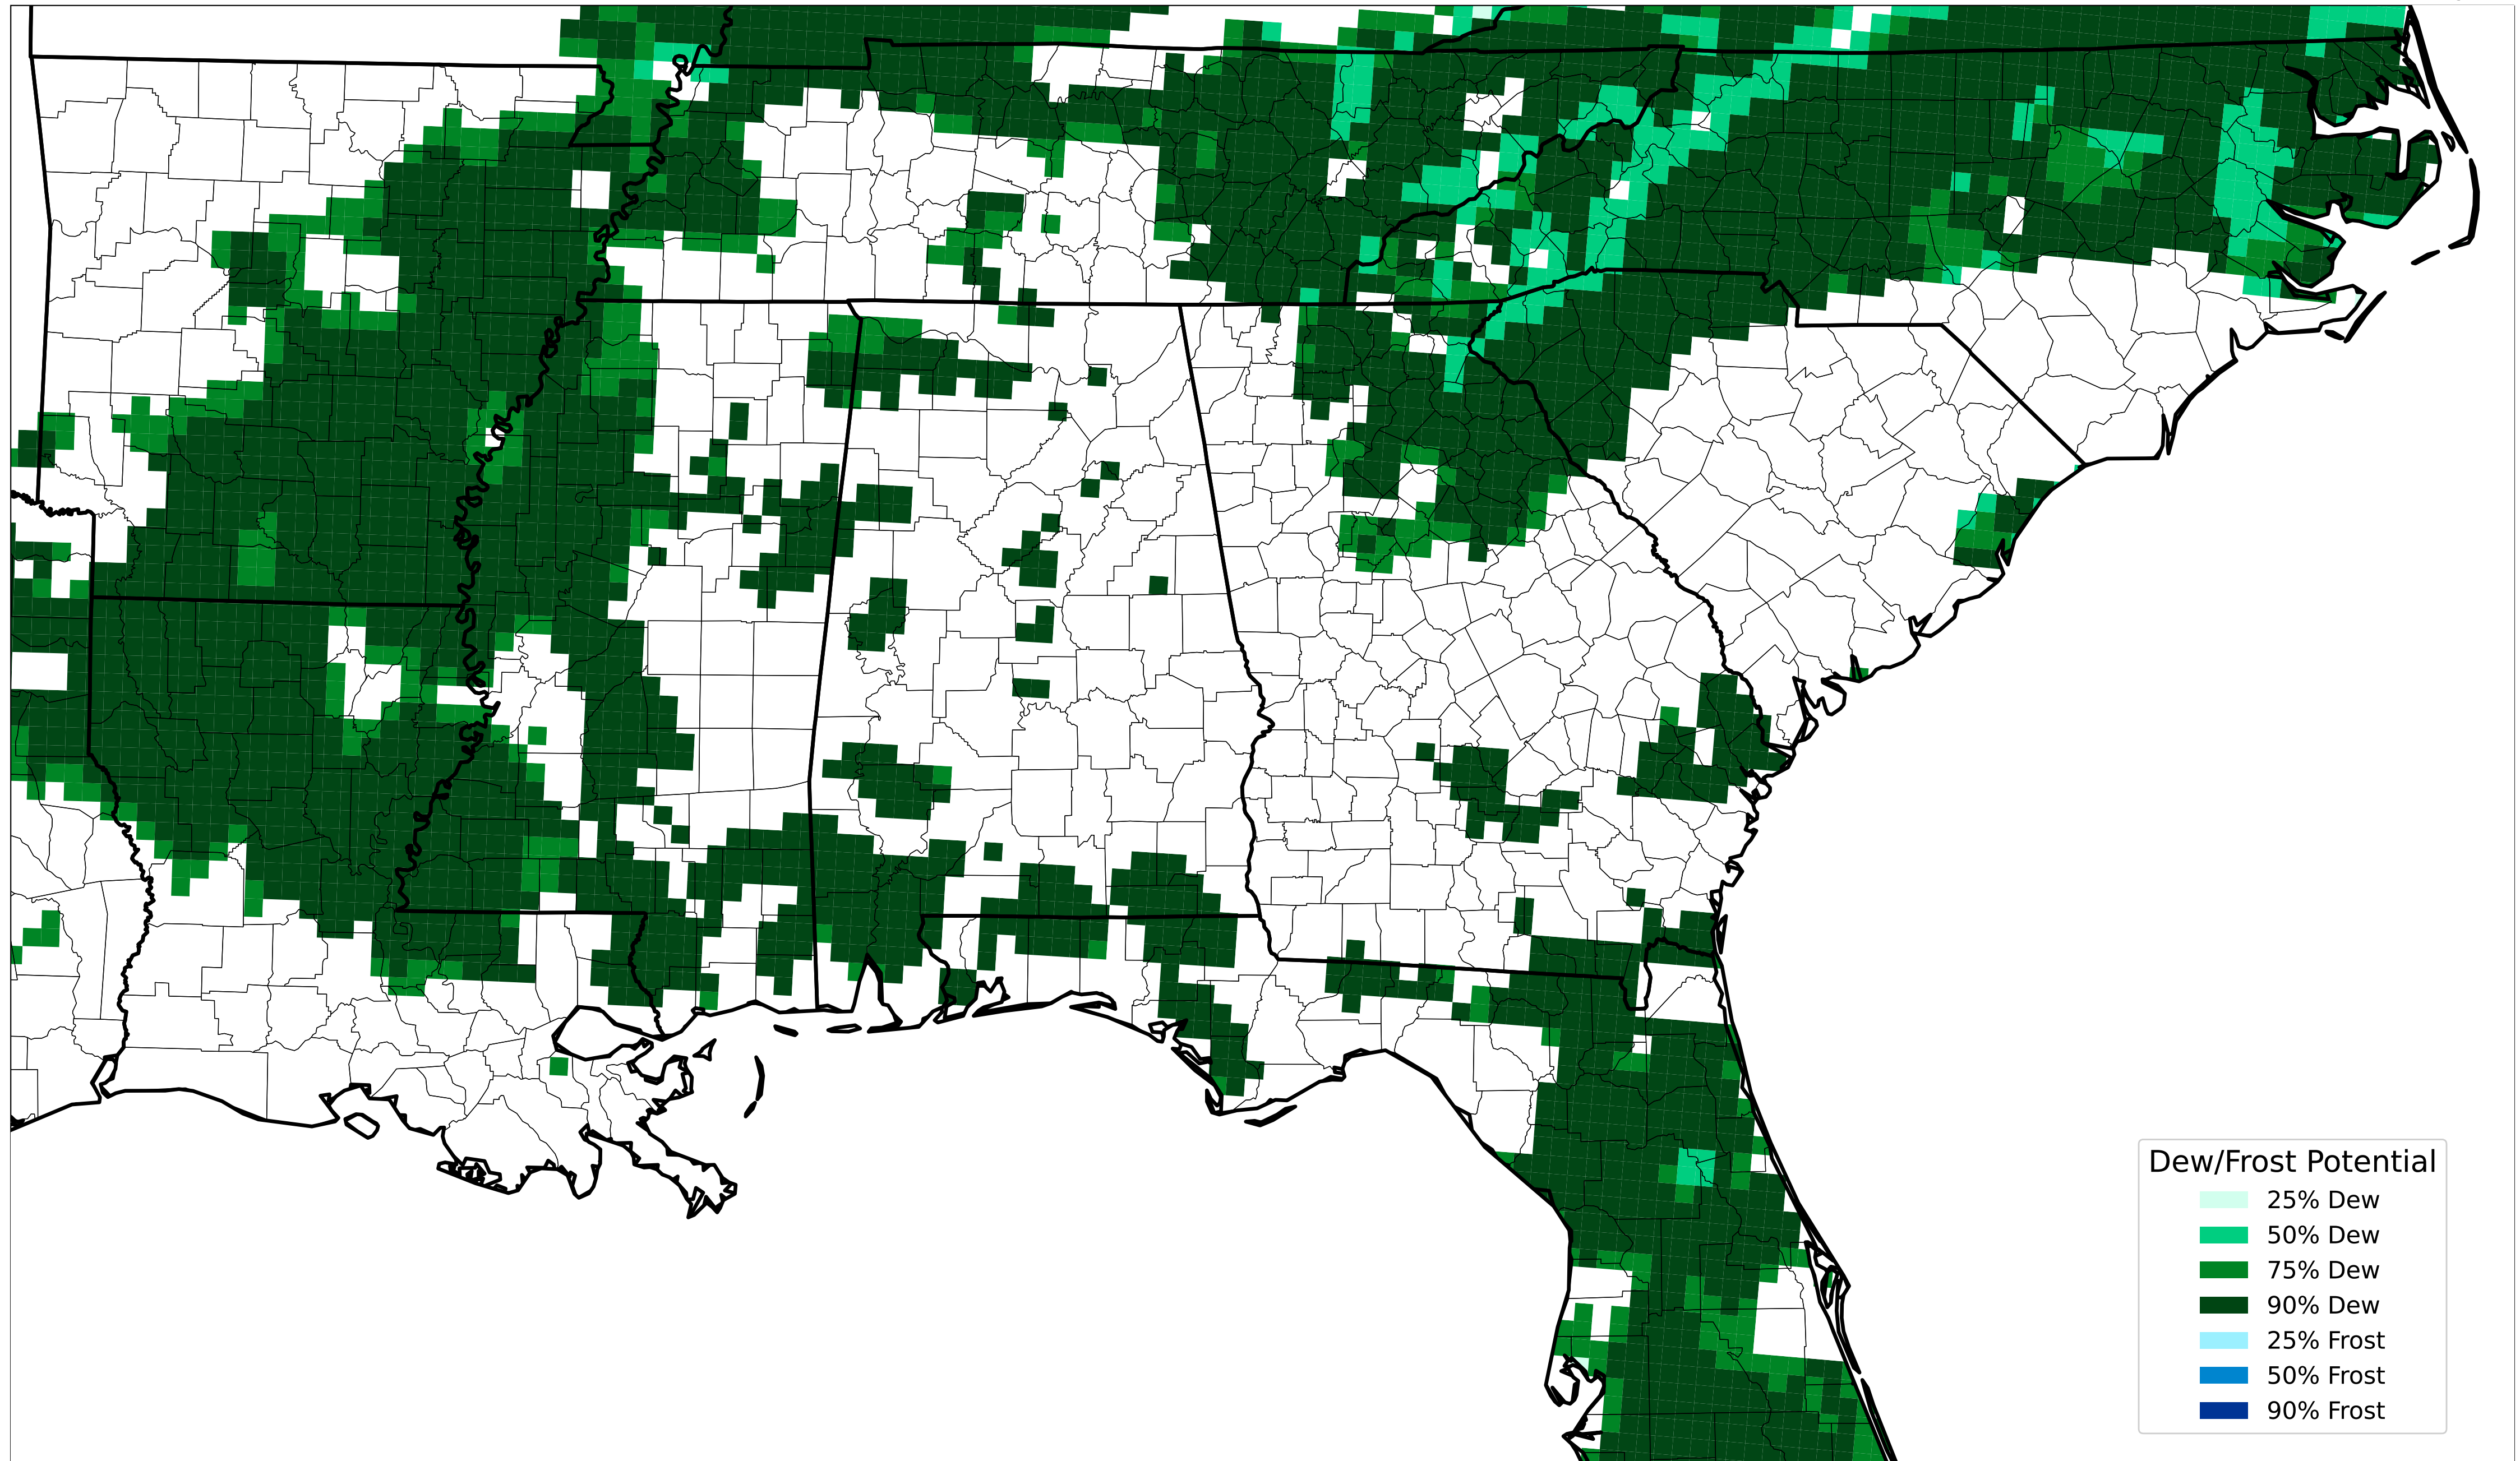 Dew/Frost Potential
25% Dew
50% Dew
75% Dew
90% Dew
25% Frost
50% Frost
90% Frost